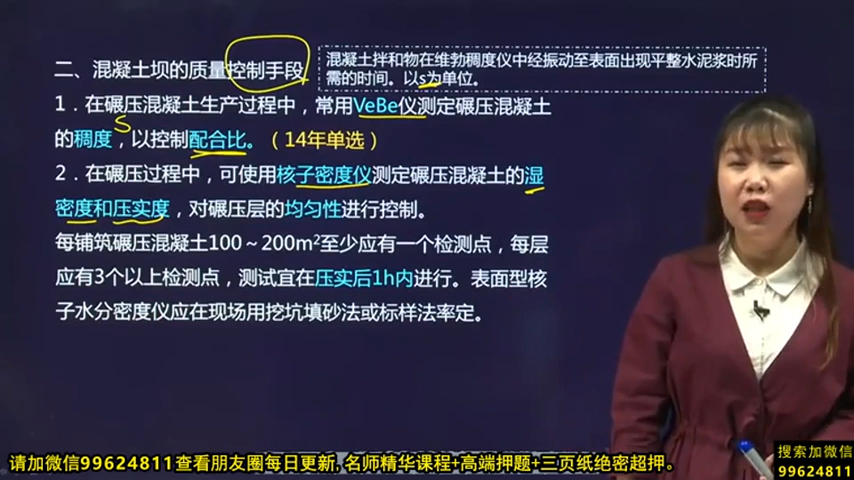 二、混凝土坝的质量控制手段
混凝土拌和物在维勃稠度仪中经振动至表面出现平整水泥浆时所
需的时间。以s为单位。
1．在碾压混凝土生产过程中，常用VeBe仪测定碾压混凝土
的稠度，以控制配合比。（14年单选）
S
2．在碾压过程中，可使用核子密度仪测定碾压混凝土的湿
密度和压实度，对碾压层的均匀性进行控制。
每铺筑碾压混凝土100～200m²至少应有一个检测点，每层
应有3个以上检测点，测试宜在压实后1h内进行。表面型核
子水分密度仪应在现场用挖坑填砂法或标样法率定。
请加微信99624811查看朋友圈每日更新,名师精华课程+高端押题+三页纸绝密超押。
搜索加微信
99624811